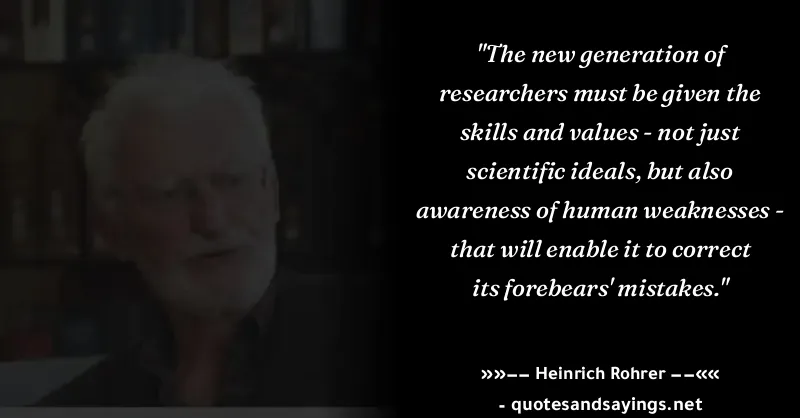 "The new generation of
researchers must be given the
skills and values - not just
scientific ideals, but also
awareness of human weaknesses -
that will enable it to correct
its forebears' mistakes."
»»–– Heinrich Rohrer ––««
- quotesandsayings.net